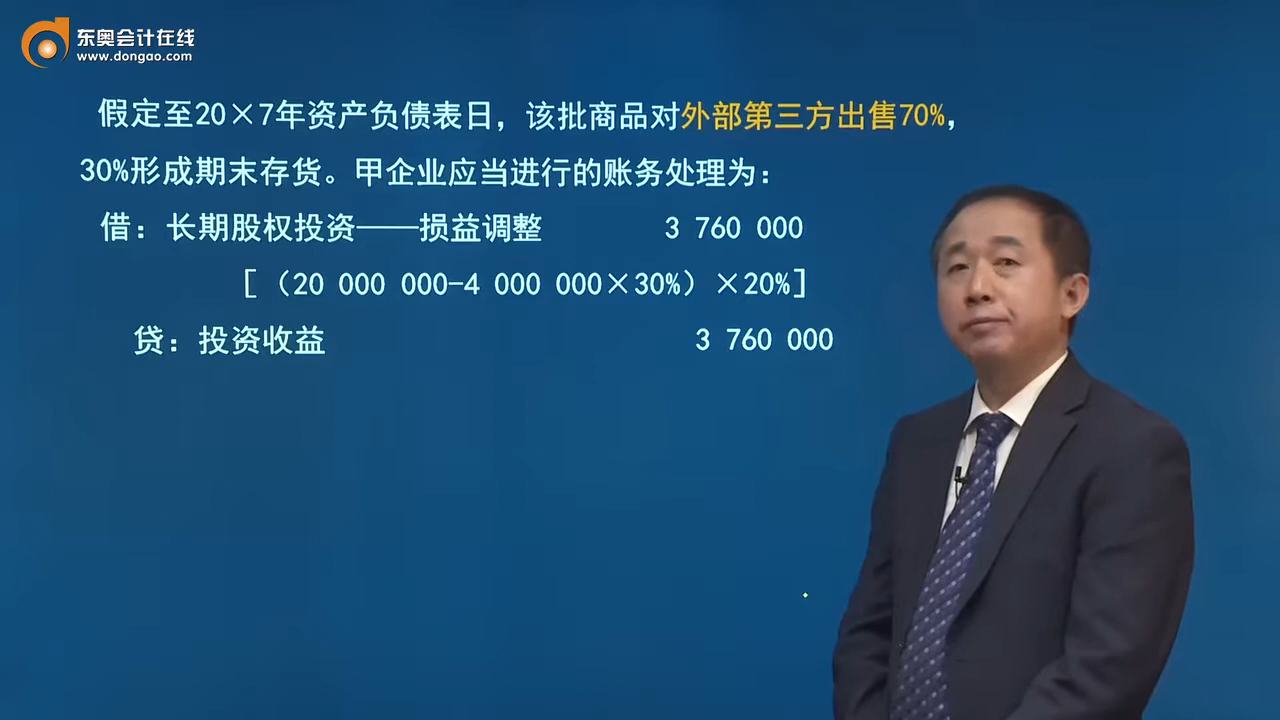 东奥会计在线
www.dongao.com
假定至20×7年资产负债表日，该批商品对外部第三方出售70%，
30%形成期末存货。甲企业应当进行的账务处理为：
借：长期股权投资——损益调整 3 760 000
[（20 000 000-4 000 000×30%）×20%]
贷：投资收益 3 760 000